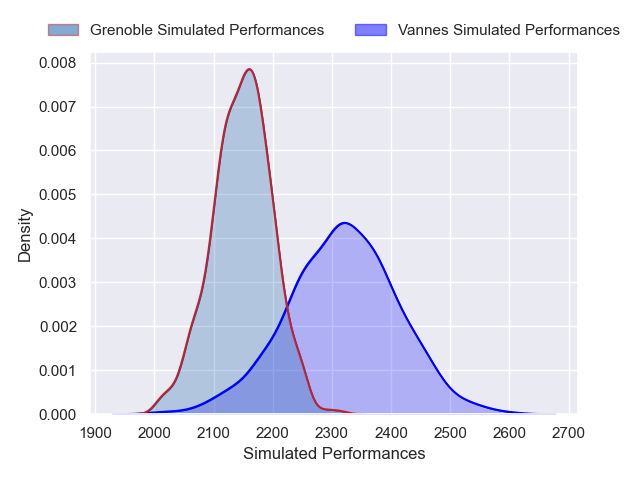 Grenoble Simulated Performances
Vannes Simulated Performances
0.008
0.007
0.006
0.005
0.004
0.003
0.002
0.001
0.000
Density
1900 2000 2100 2200 2300 2400 2500 2600 2700
Simulated Performances